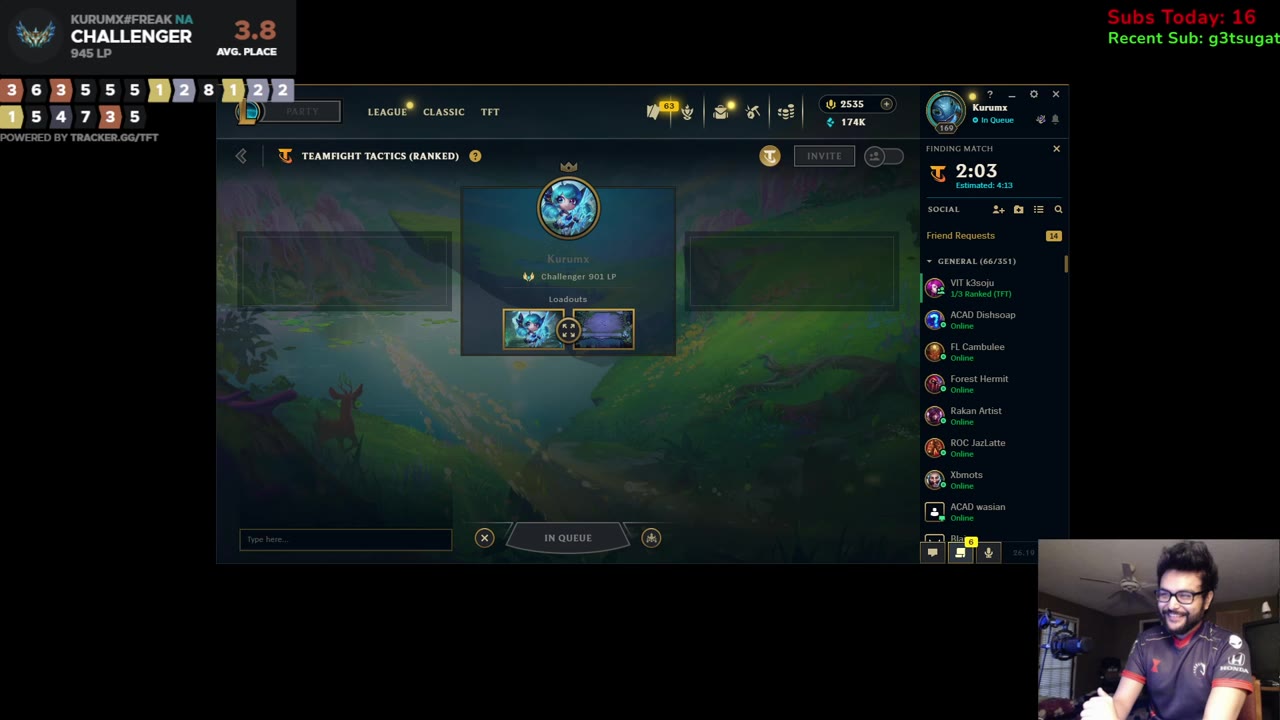 KURUMX#FREAK NA
CHALLENGER
945 LP
3.8
AVG. PLACE
3 6 3 5 5 5 1 2 8 1 2 2
1 5 4 7 3 5
POWERED BY TRACKER.GG/TFT
Subs Today: 16
Recent Sub: g3tsugat
PARTY
LEAGUE
CLASSIC
TFT
63
2535
174K
169
Kurumx
In Queue
TEAMFIGHT TACTICS (RANKED)
?
INVITE
FINDING MATCH
2:03
Estimated: 4:13
SOCIAL
Friend Requests
14
GENERAL (66/351)
Kurumx
Challenger 901 LP
Loadouts
VIT k3soju
1/3 Ranked (TFT)
ACAD Dishsoap
Online
FL Cambulee
Online
Forest Hermit
Online
Rakan Artist
Online
ROC JazLatte
Online
Xbmots
Online
ACAD wasian
Online
Type here...
IN QUEUE
6
26.19
HONDA